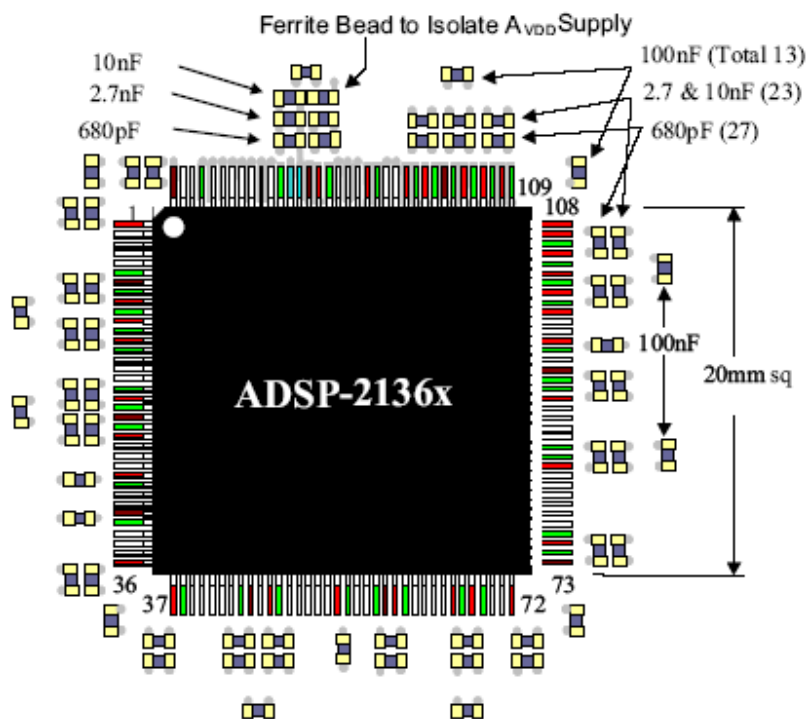 Ferrite Bead to Isolate AVDD Supply
10nF
2.7nF
680pF
100nF (Total 13)
2.7 & 10nF (23)
680pF (27)
109
1
108
100nF
20mm sq
ADSP-2136x
36
37
72
73